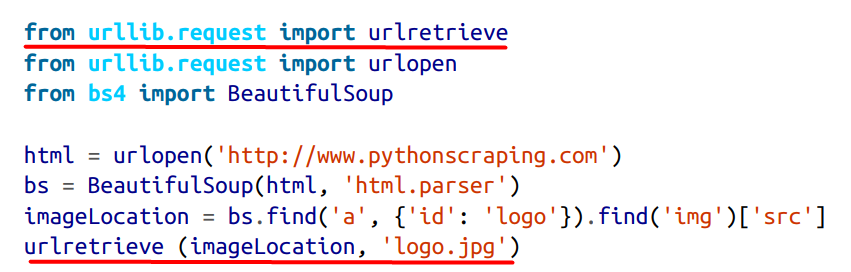 from urllib.request import urlretrieve
from urllib.request import urlopen
from bs4 import BeautifulSoup
html = urlopen('http://www.pythonscraping.com')
bs = BeautifulSoup(html, 'html.parser')
imageLocation = bs.find('a', {'id': 'logo'}).find('img')['src']
urlretrieve (imageLocation, 'logo.jpg')